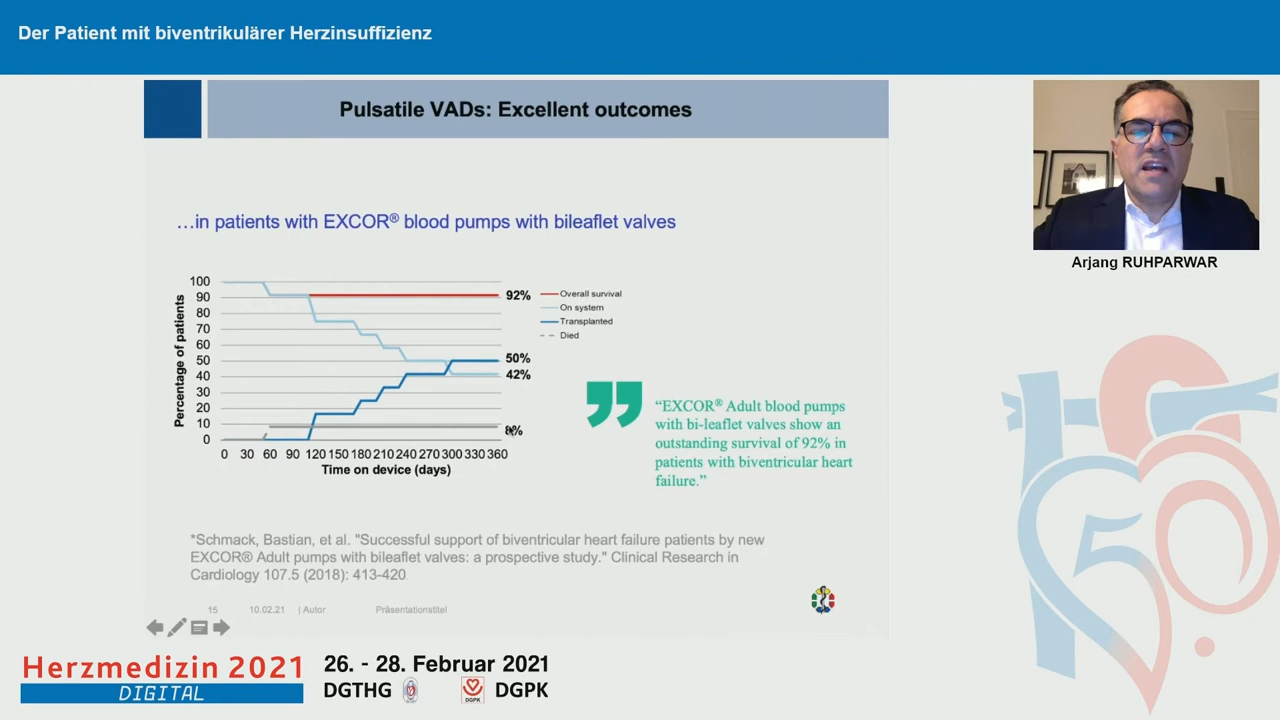 Der Patient mit biventrikulärer Herzinsuffizienz
Pulsatile VADs: Excellent outcomes
Arjang RUHPARWAR
…in patients with EXCOR® blood pumps with bileaflet valves
Percentage of patients
100
90
80
70
60
50
40
30
20
10
0
0 30 60 90 120 150 180 210 240 270 300 330 360
Time on device (days)
92%
50%
42%
8%
Overall survival
On system
Transplanted
Died
“EXCOR® Adult blood pumps
with bi-leaflet valves show an
outstanding survival of 92% in
patients with biventricular heart
failure.”
*Schmack, Bastian, et al. "Successful support of biventricular heart failure patients by new
EXCOR® Adult pumps with bileaflet valves: a prospective study." Clinical Research in
Cardiology 107.5 (2018): 413-420
15 10.02.21 | Autor Präsentationstitel
Herzmedizin 2021
DIGITAL
26. - 28. Februar 2021
DGTHG DGPK
DGPK
50